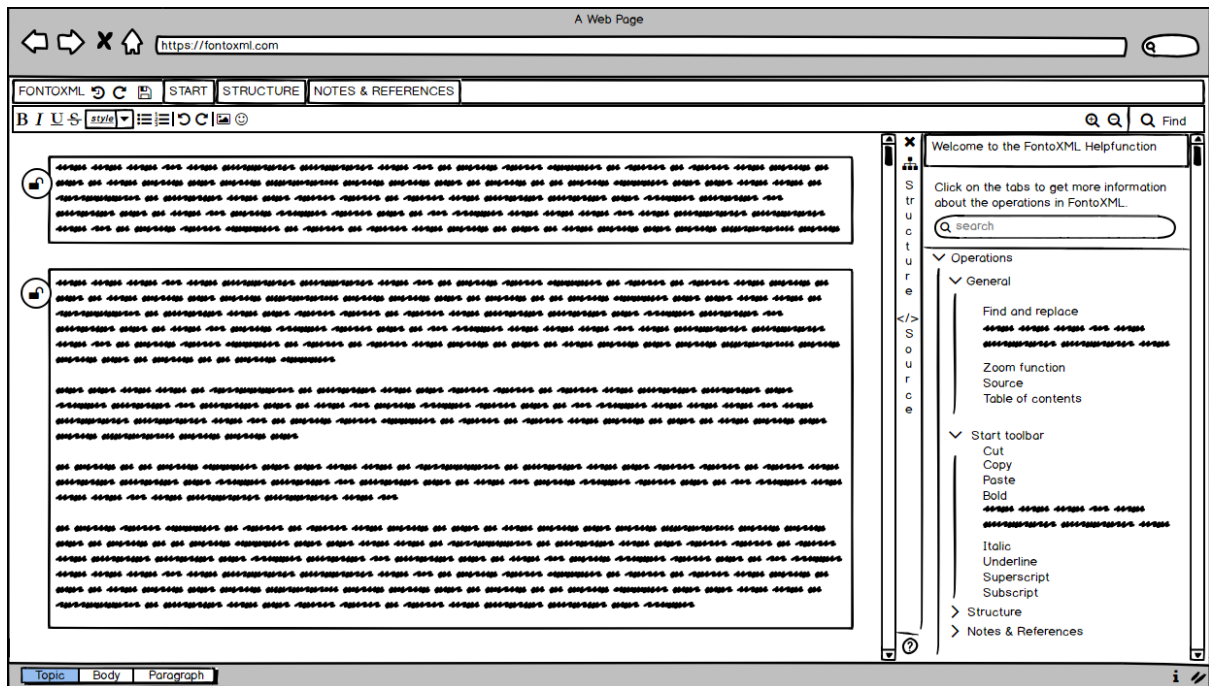 A Web Page
https://fontoxml.com
FONTOXML START STRUCTURE NOTES & REFERENCES
B I U S style Find
Welcome to the FontoXML Helpfunction
Click on the tabs to get more information
about the operations in FontoXML.
search
Structure
</> Source
Operations
General
Find and replace
Zoom function
Source
Table of contents
Start toolbar
Cut
Copy
Paste
Bold
Italic
Underline
Superscript
Subscript
Structure
Notes & References
Topic Body Paragraph